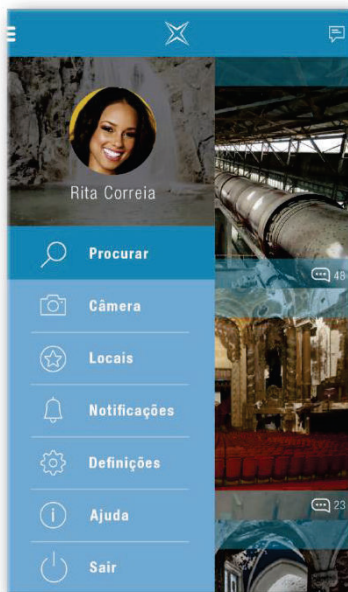 Rita Correia
Procurar
Câmera
Locais
Notificações
Definições
Ajuda
Sair
48
23